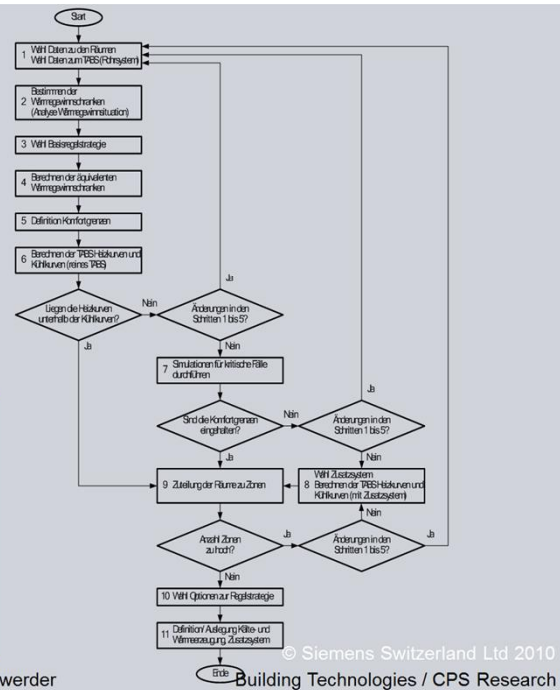 Start
1 Wahl Daten zu den Räumen
Wahl Daten zum TABS (Rohrsystem)
2 Bestimmen der
Wärmegewinnschranken
(Analyse Wärmegewinnsituation)
3 Wahl Basisregelstrategie
4 Berechnen der äquivalenten
Wärmegewinnschranken
5 Definition Komfortgrenzen
6 Berechnen der TABS-Heizkurven und
Kühlkurven (reines TABS)
Liegen die Heizkurven
unterhalb der Kühlkurven?
Nein
Ja
Änderungen in den
Schritten 1 bis 5?
Ja
Nein
7 Simulationen für kritische Fälle
durchführen
Sind die Komfortgrenzen
eingehalten?
Nein
Ja
Änderungen in den
Schritten 1 bis 5?
Ja
Nein
Wahl Zusatzsystem
8 Berechnen der TABS-Heizkurven und
Kühlkurven (mit Zusatzsystem)
9 Zuteilung der Räume zu Zonen
Nein
Anzahl Zonen
zu hoch?
Ja
Nein
Änderungen in den
Schritten 1 bis 5?
Ja
10 Wahl Optionen zur Regelstrategie
11 Definition/Auslegung Kälte- und
Wärmeerzeugung, Zusatzsystem
© Siemens Switzerland Ltd 2010
Ende
werder
Building Technologies / CPS Research